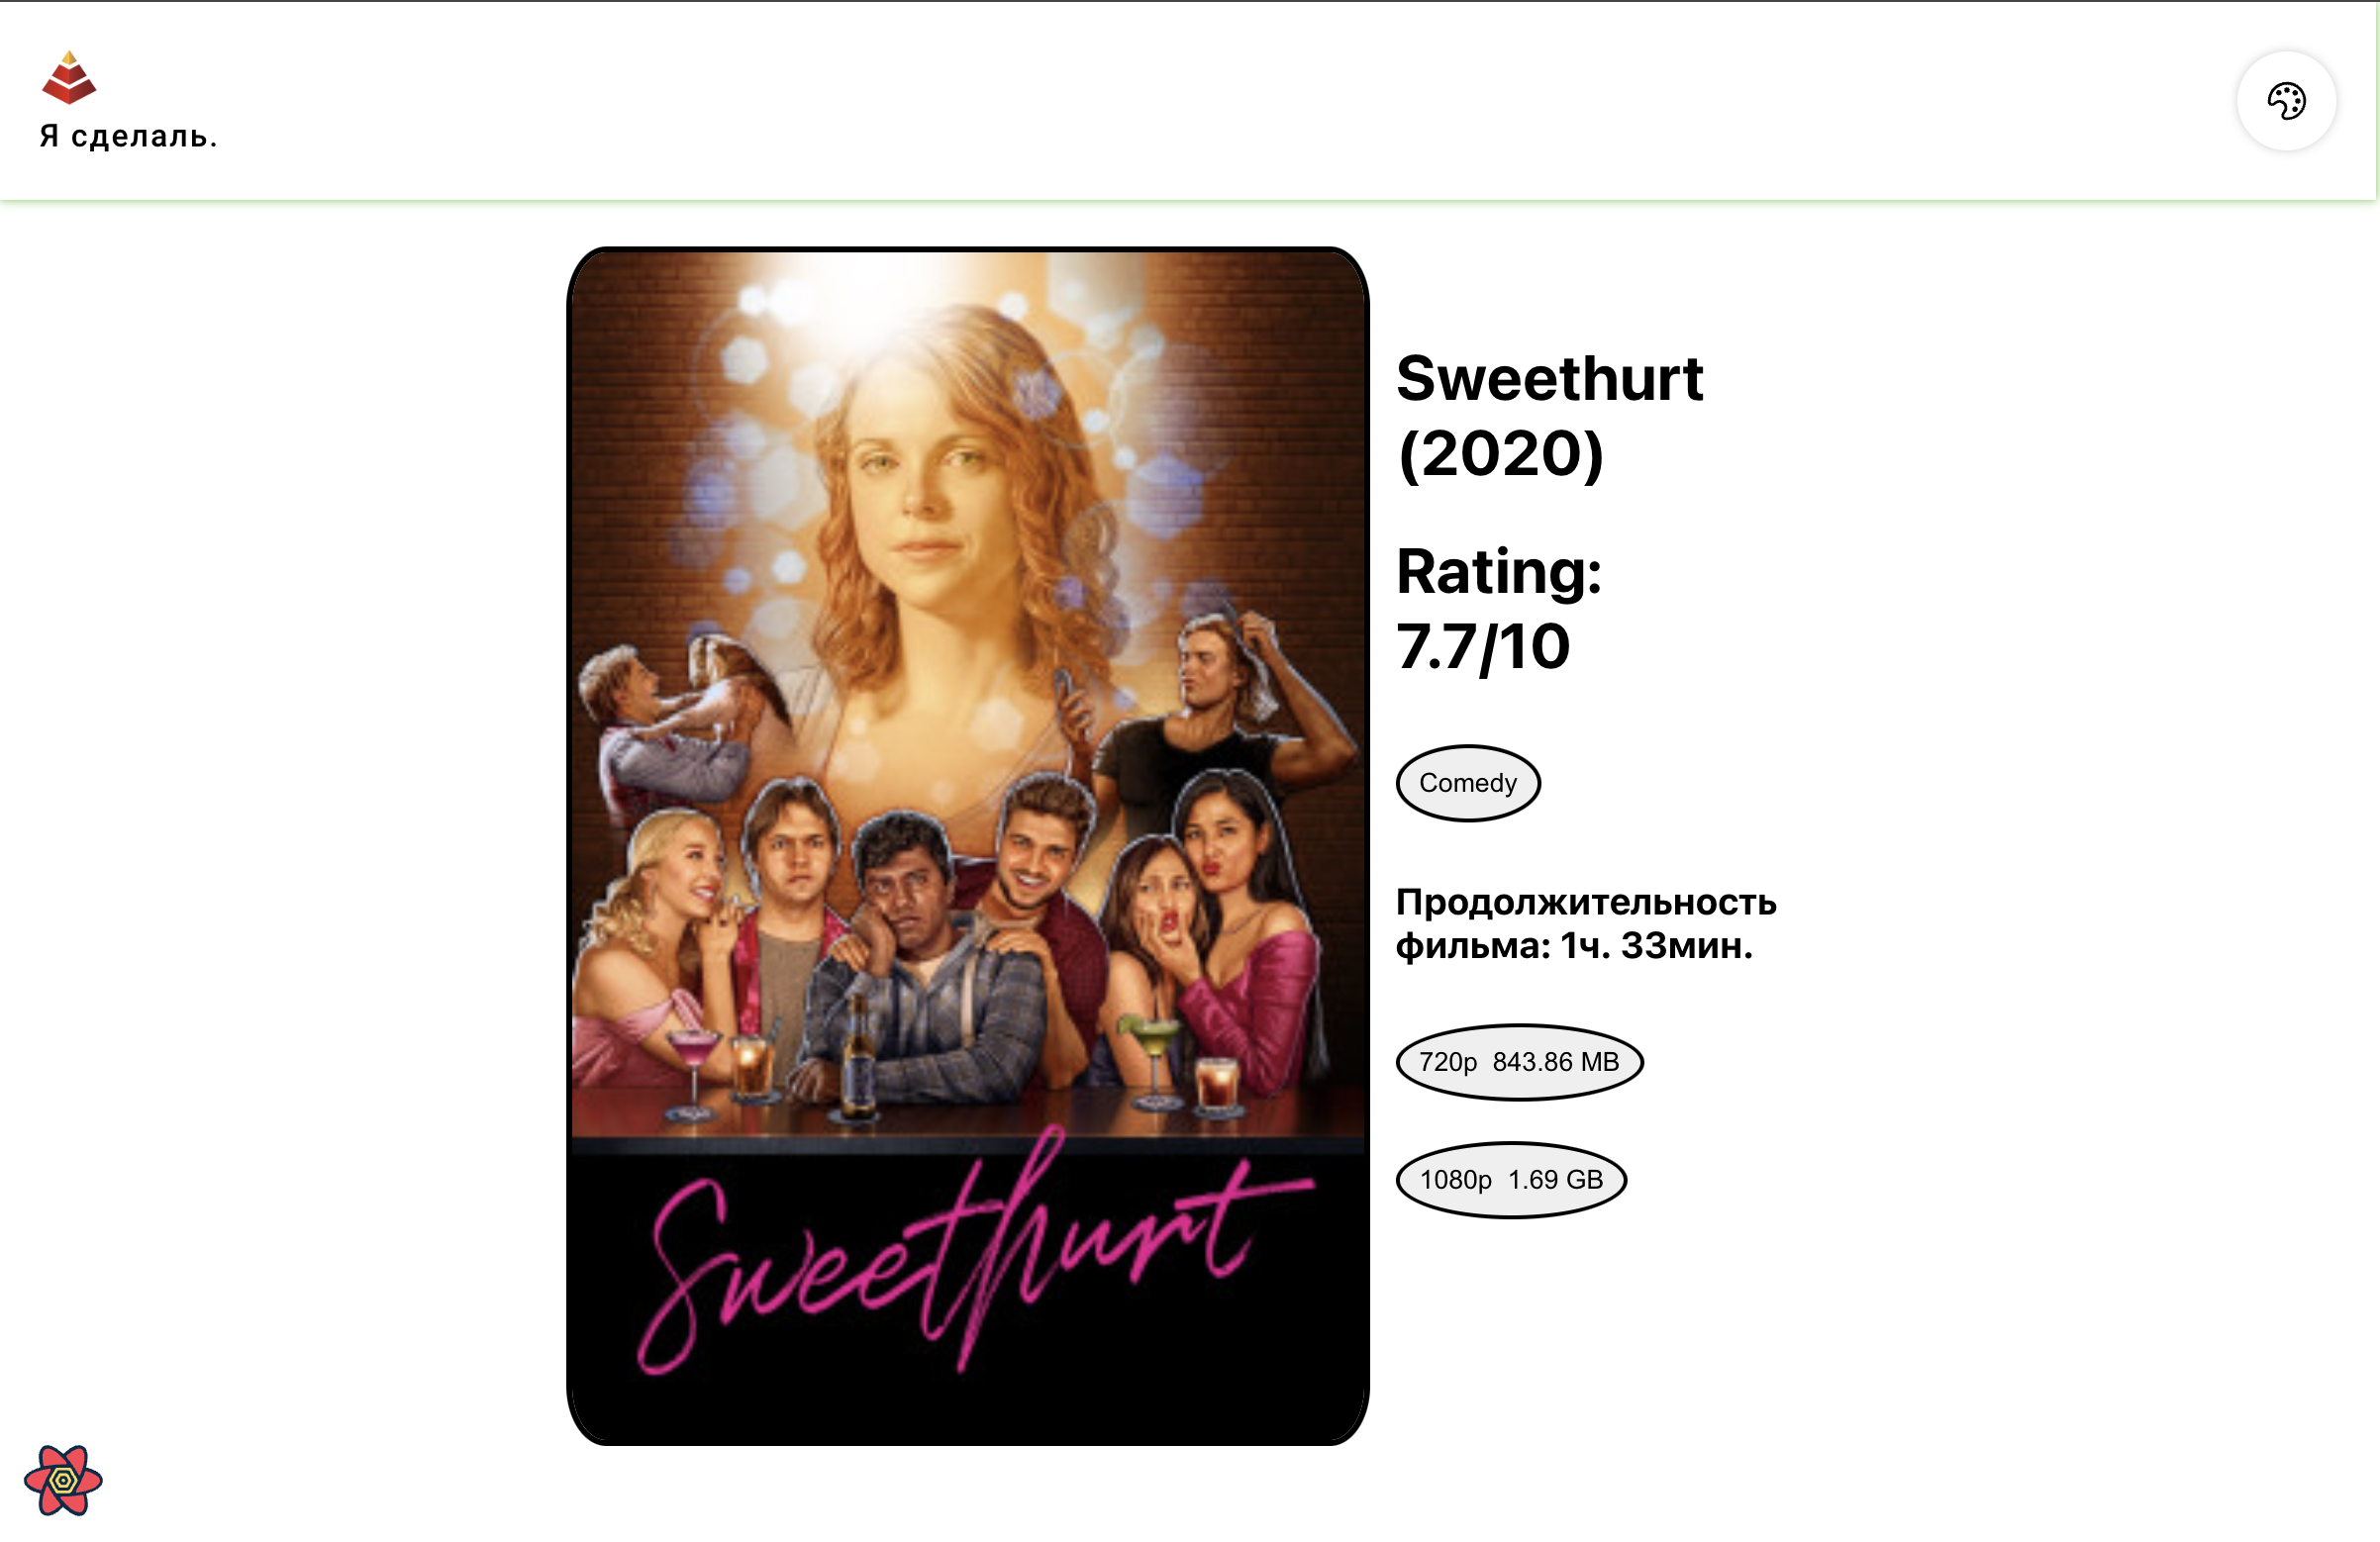 Я сделаль.
Sweethurt
(2020)
Rating:
7.7/10
Comedy
Продолжительность
фильма: 1ч. 33мин.
720p 843.86 MB
1080p 1.69 GB
Sweethurt